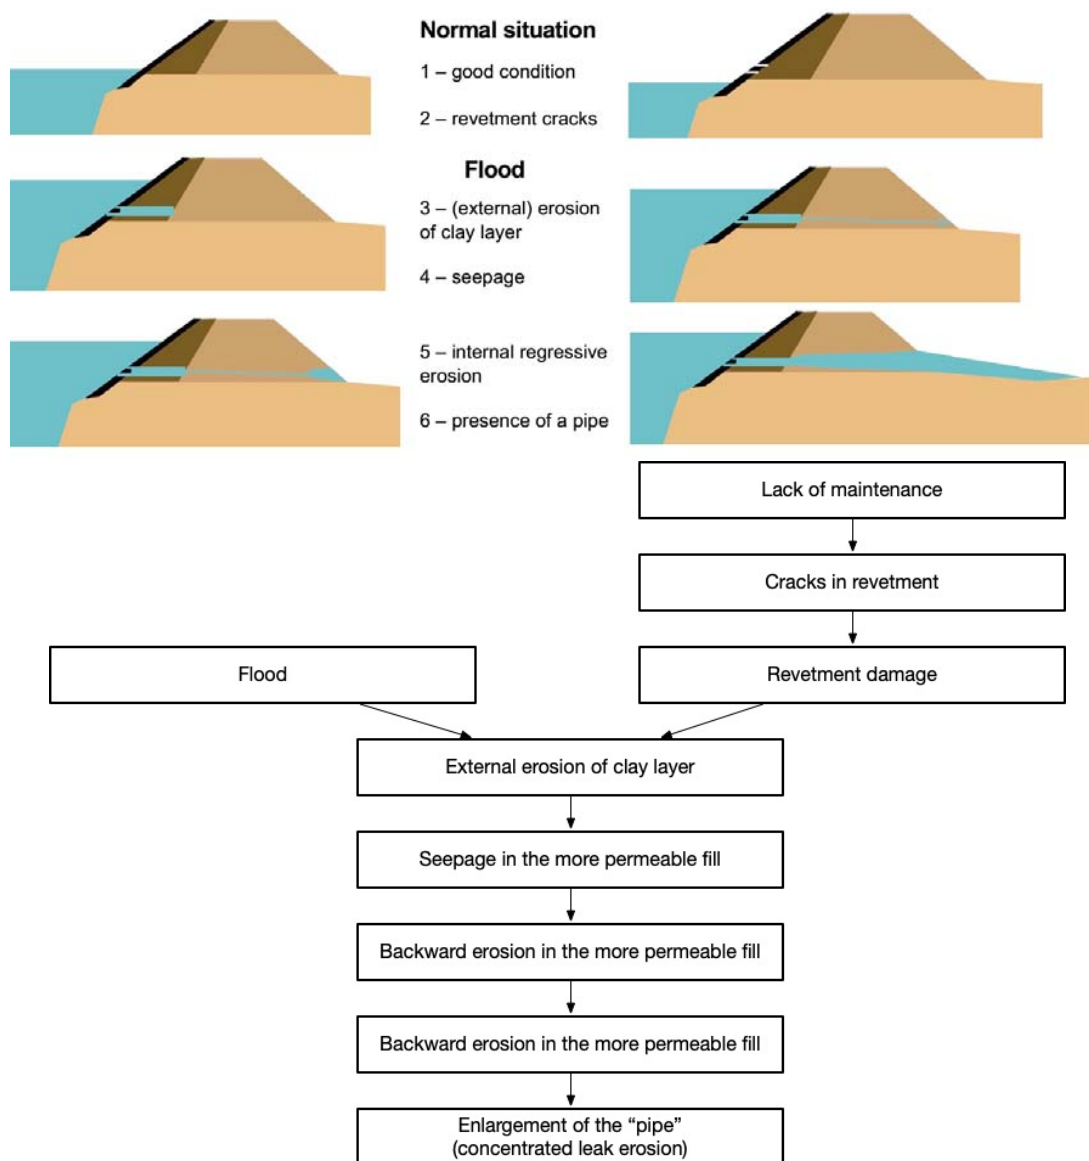 Normal situation
1 – good condition
2 – revetment cracks
Flood
3 – (external) erosion
of clay layer
4 – seepage
5 – internal regressive
erosion
6 – presence of a pipe
Lack of maintenance
Cracks in revetment
Flood
Revetment damage
External erosion of clay layer
Seepage in the more permeable fill
Backward erosion in the more permeable fill
Backward erosion in the more permeable fill
Enlargement of the “pipe”
(concentrated leak erosion)